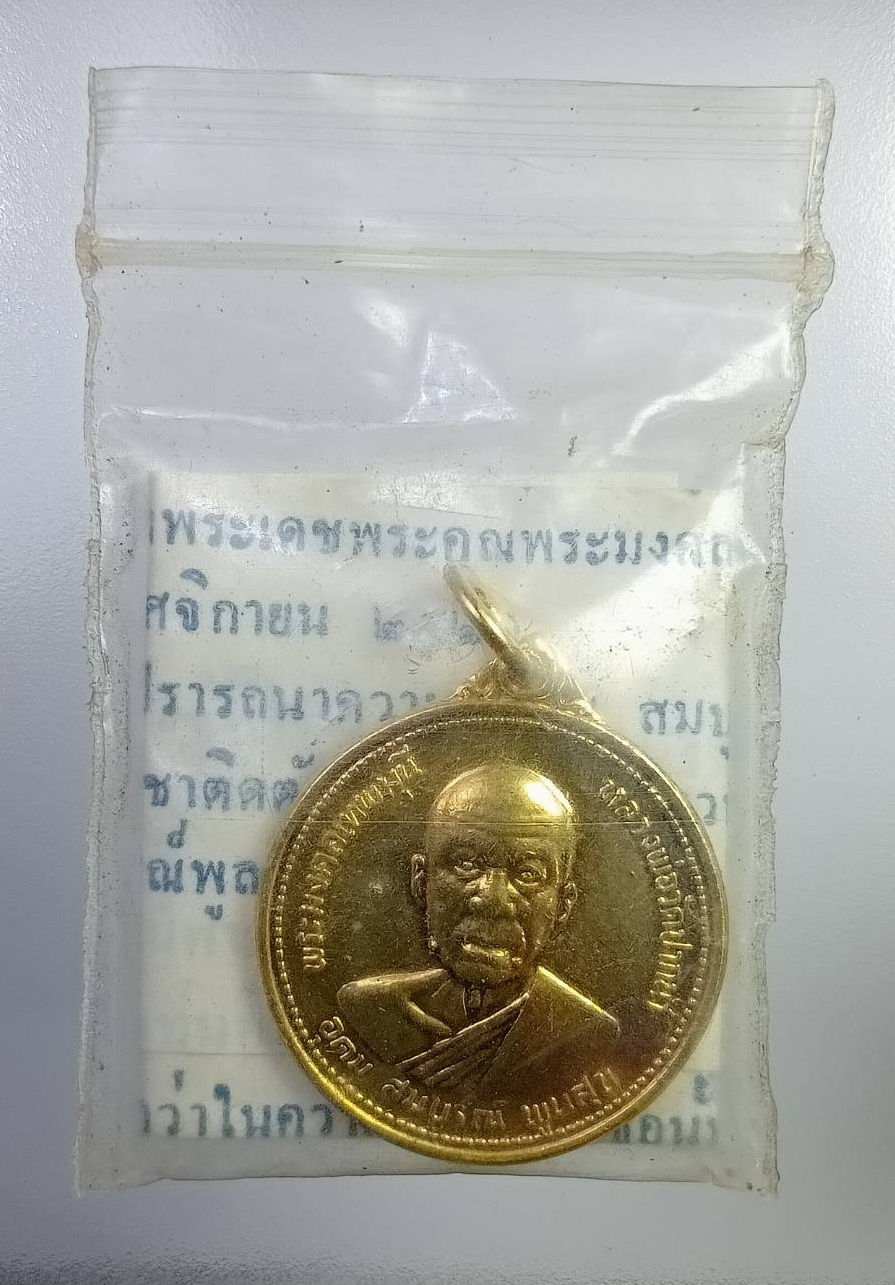 พระเดชพระคุณพระมงคล
ศจิกายน ๒
ปรารถนาควา สมบู
ชาติดตั
ณ์พูล
ว่าในคว
พระมงคลเทพมุนี
หลวงพ่อวัดปากน้ำ
อุดม สมบูรณ์ พูนสุข